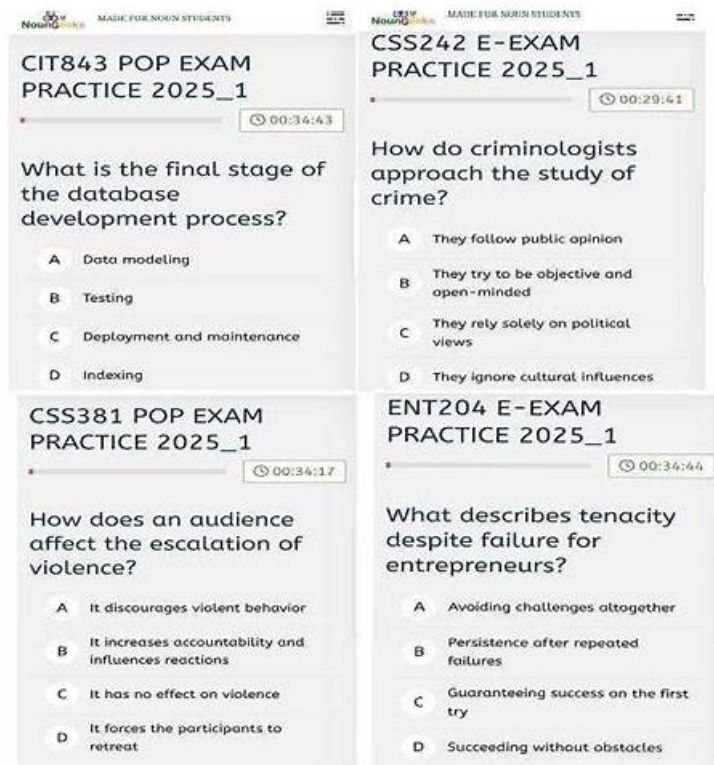 NounGeeks MADE FOR NOUN STUDENTS
CIT843 POP EXAM
PRACTICE 2025_1
00:34:43
What is the final stage of
the database
development process?
A Data modeling
B Testing
C Deployment and maintenance
D Indexing
NounGeeks MADE FOR NOUN STUDENTS
CSS242 E-EXAM
PRACTICE 2025_1
00:29:41
How do criminologists
approach the study of
crime?
A They follow public opinion
B They try to be objective and
open-minded
C They rely solely on political
views
D They ignore cultural influences
CSS381 POP EXAM
PRACTICE 2025_1
00:34:17
How does an audience
affect the escalation of
violence?
A It discourages violent behavior
B It increases accountability and
influences reactions
C It has no effect on violence
D It forces the participants to
retreat
ENT204 E-EXAM
PRACTICE 2025_1
00:34:44
What describes tenacity
despite failure for
entrepreneurs?
A Avoiding challenges altogether
B Persistence after repeated
failures
C Guaranteeing success on the first
try
D Succeeding without obstacles